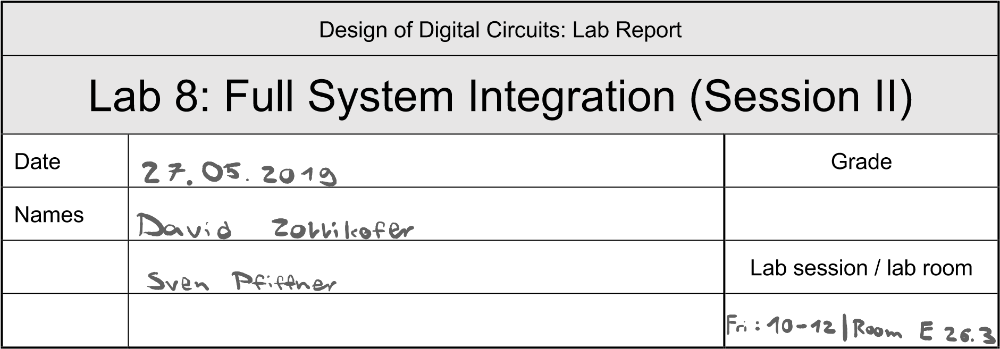 Design of Digital Circuits: Lab Report
Lab 8: Full System Integration (Session II)
Date 27.05.2019 Grade
Names David Zollikofer
Sven Pfiffner Lab session / lab room
Fri: 10-12 | Room E 26.3